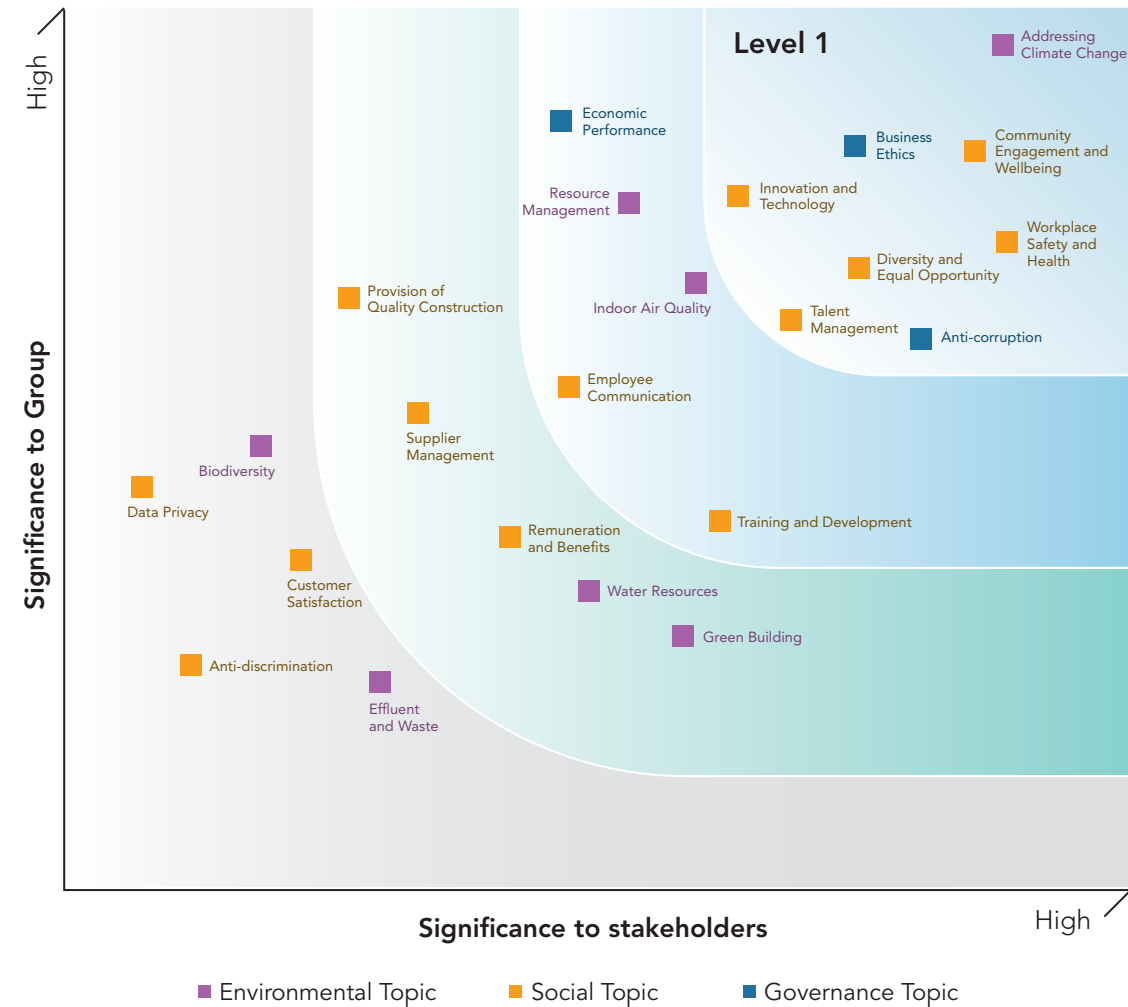 High
Significance to Group
Level 1
Addressing
Climate Change
Economic
Performance
Business
Ethics
Community
Engagement and
Wellbeing
Resource
Management
Innovation and
Technology
Workplace
Safety and
Health
Diversity and
Equal Opportunity
Provision of
Quality Construction
Indoor Air Quality
Talent
Management
Anti-corruption
Employee
Communication
Supplier
Management
Biodiversity
Data Privacy
Training and Development
Remuneration
and Benefits
Customer
Satisfaction
Water Resources
Green Building
Anti-discrimination
Effluent
and Waste
Significance to stakeholders
High
Environmental Topic
Social Topic
Governance Topic